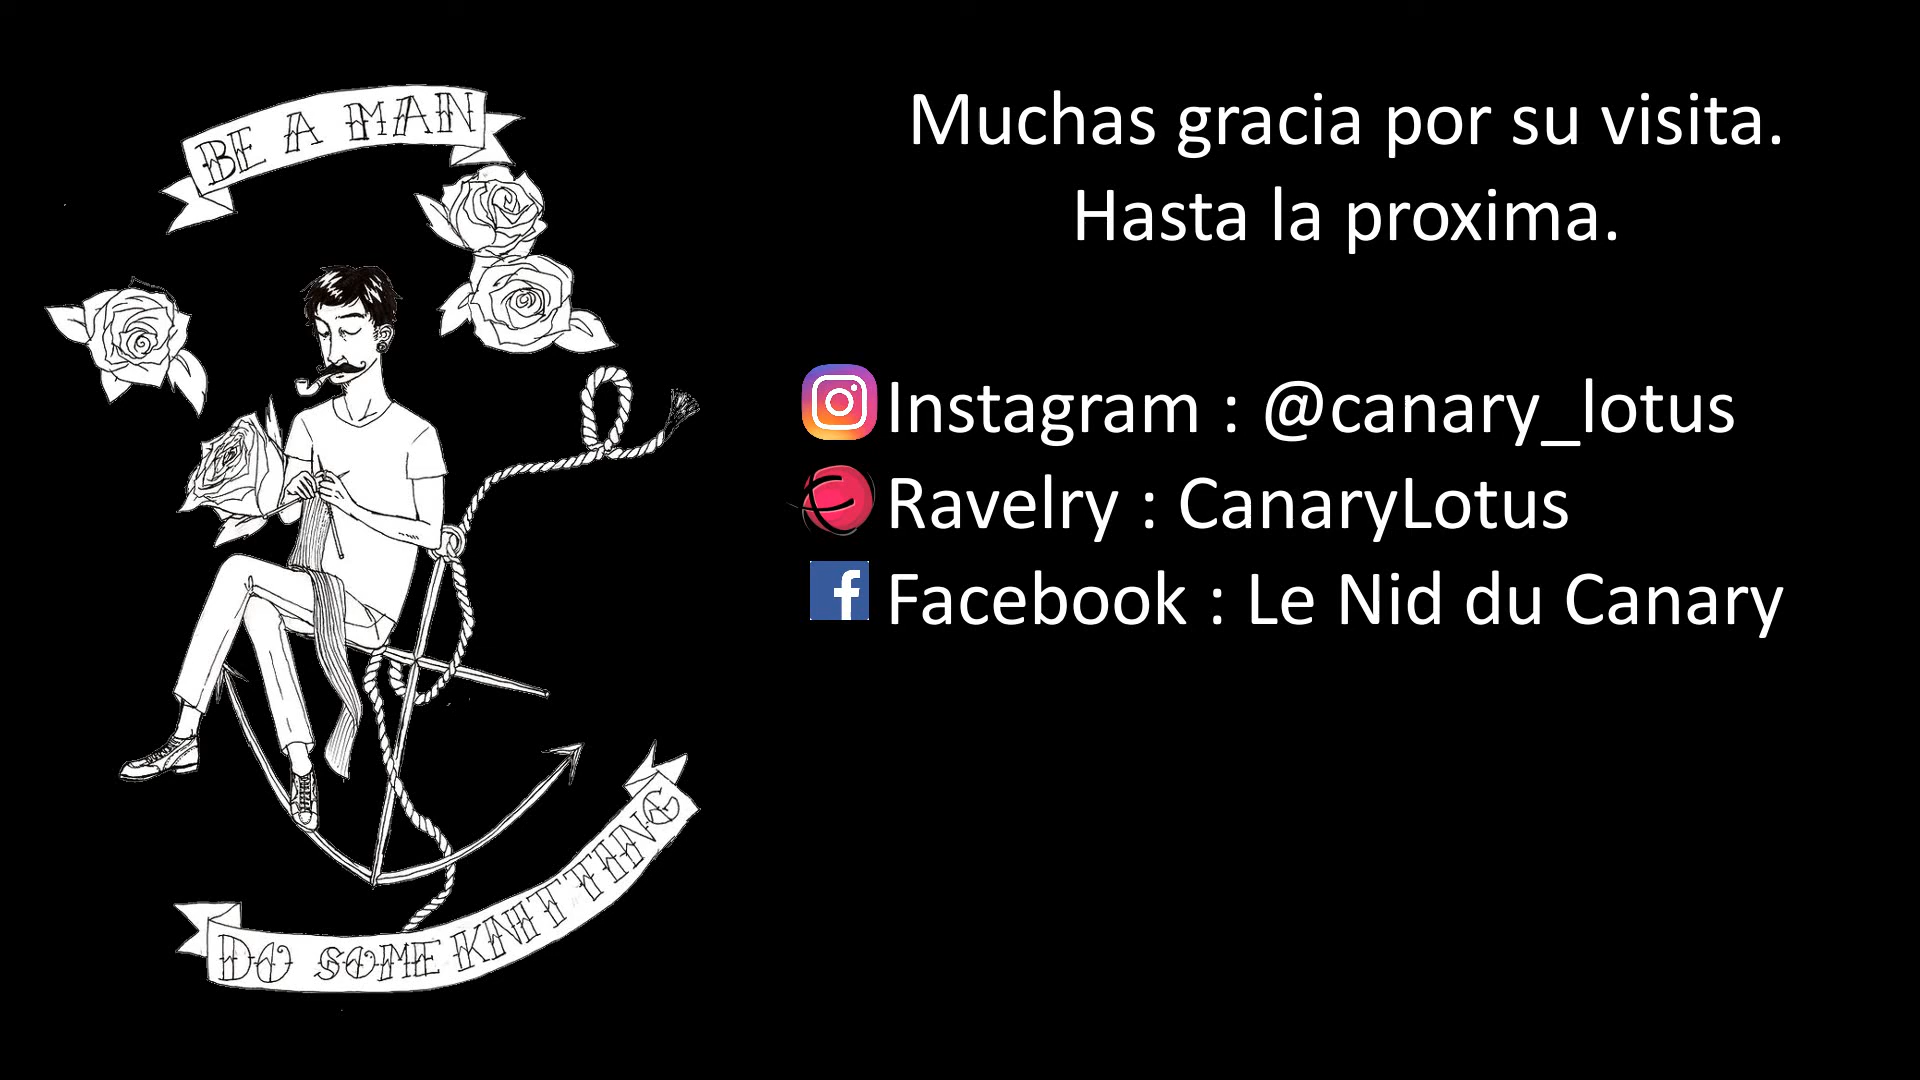 BE A MAN
DO SOME KNITTING
Muchas gracia por su visita.
Hasta la proxima.
Instagram : @canary_lotus
Ravelry : CanaryLotus
Facebook : Le Nid du Canary